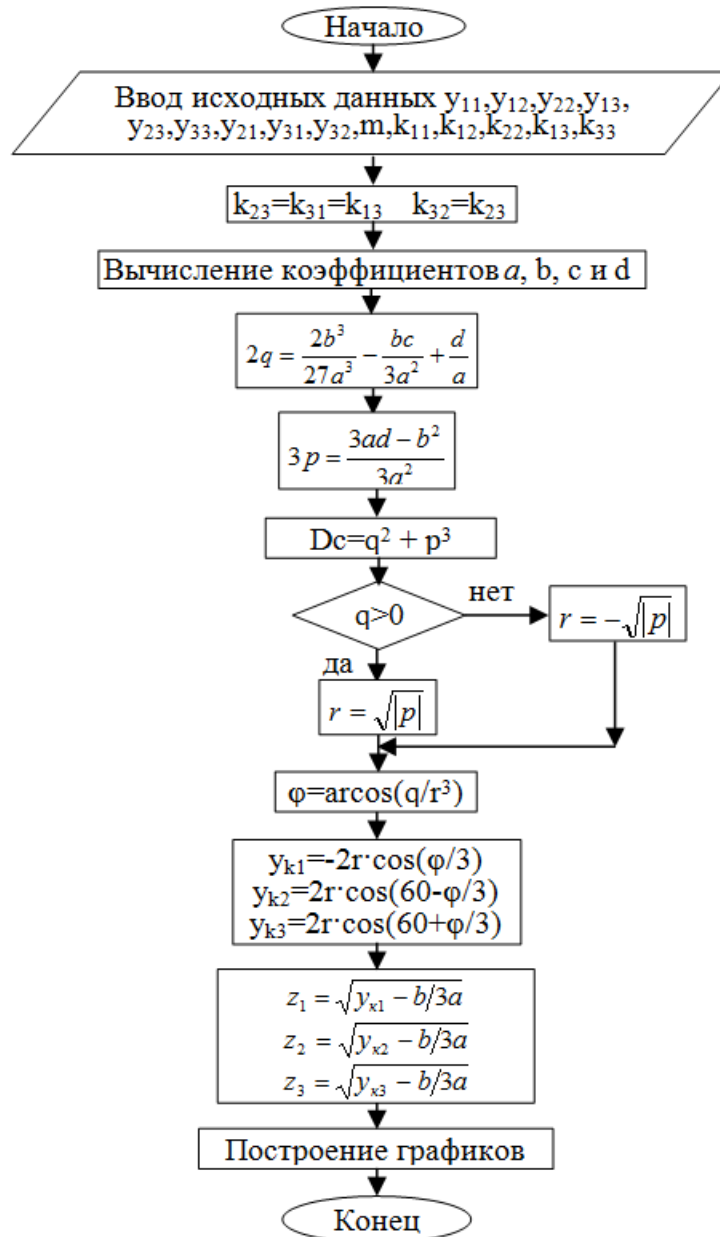 Начало
Ввод исходных данных y₁₁,y₁₂,y₂₂,y₁₃,
y₂₃,y₃₃,y₂₁,y₃₁,y₃₂,m,k₁₁,k₁₂,k₂₂,k₁₃,k₃₃
k₂₃=k₃₁=k₁₃ k₃₂=k₂₃
Вычисление коэффициентов a, b, c и d
2q = 2b³/27a³ − bc/3a² + d/a
3p = (3ad − b²)/3a²
Dc=q² + p³
q>0
нет
r = −√|p|
да
r = √|p|
φ=arcos(q/r³)
yₖ₁=-2r·cos(φ/3)
yₖ₂=2r·cos(60-φ/3)
yₖ₃=2r·cos(60+φ/3)
z₁ = √(yₖ₁ − b/3a)
z₂ = √(yₖ₂ − b/3a)
z₃ = √(yₖ₃ − b/3a)
Построение графиков
Конец